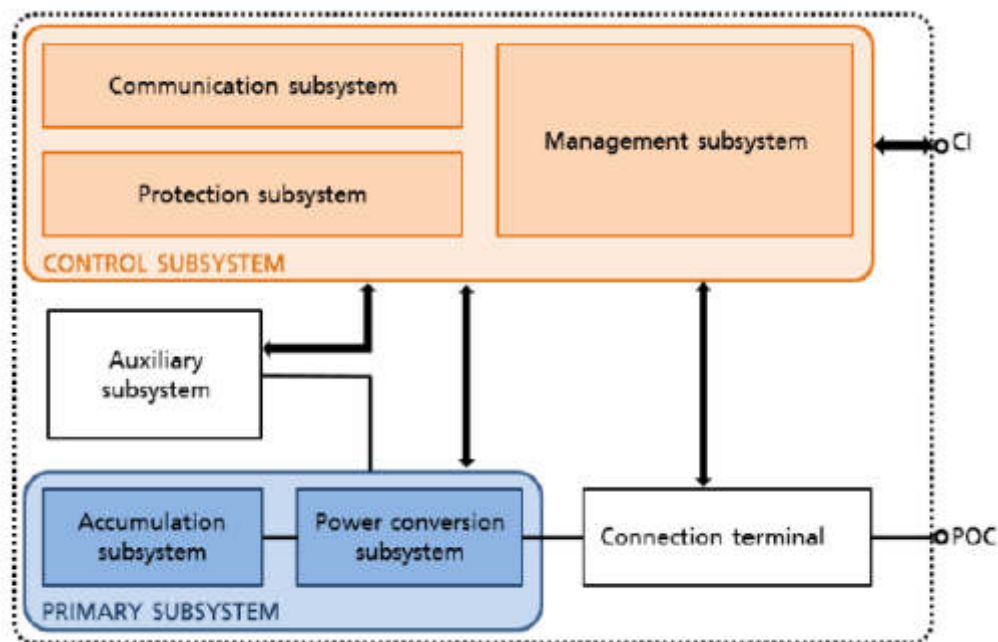 Communication subsystem
Management subsystem
CI
Protection subsystem
CONTROL SUBSYSTEM
Auxiliary
subsystem
Accumulation
subsystem
Power conversion
subsystem
Connection terminal
POC
PRIMARY SUBSYSTEM